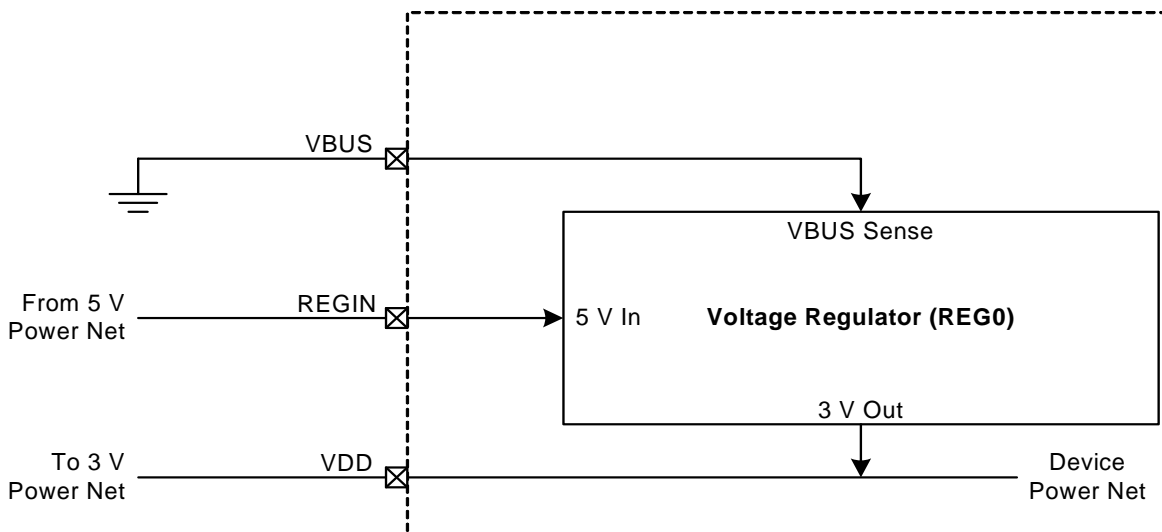 VBUS
VBUS Sense
From 5 V
Power Net
REGIN
5 V In
Voltage Regulator (REG0)
3 V Out
To 3 V
Power Net
VDD
Device
Power Net